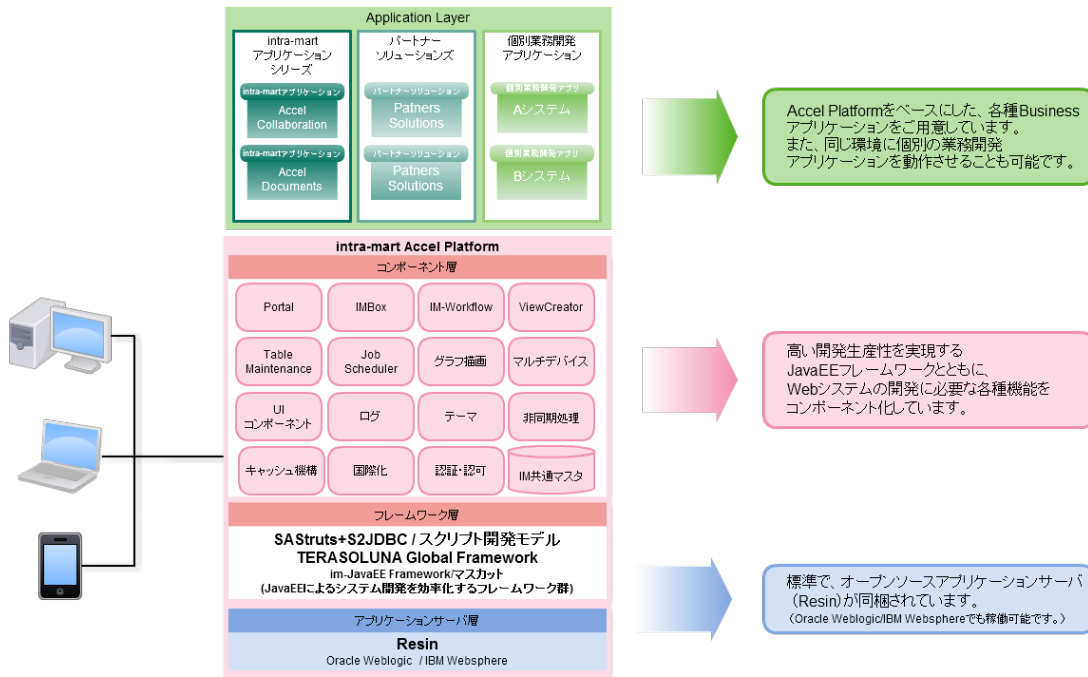 Application Layer
intra-mart
アプリケーション
シリーズ
intra-martアプリケーション
Accel
Collaboration
intra-martアプリケーション
Accel
Documents
パートナー
ソリューションズ
パートナーソリューション
Patners
Solutions
パートナーソリューション
Patners
Solutions
個別業務開発
アプリケーション
個別業務開発アプリ
Aシステム
個別業務開発アプリ
Bシステム
Accel Platformをベースにした、各種Business
アプリケーションをご用意しています。
また、同じ環境に個別の業務開発
アプリケーションを動作させることも可能です。
intra-mart Accel Platform
コンポーネント層
Portal
IMBox
IM-Workflow
ViewCreator
Table
Maintenance
Job
Scheduler
グラフ描画
マルチデバイス
UI
コンポーネント
ログ
テーマ
非同期処理
キャッシュ機構
国際化
認証・認可
IM共通マスタ
高い開発生産性を実現する
JavaEEフレームワークとともに、
Webシステムの開発に必要な各種機能を
コンポーネント化しています。
フレームワーク層
SAStruts+S2JDBC / スクリプト開発モデル
TERASOLUNA Global Framework
im-JavaEE Framework/マスカット
(JavaEEによるシステム開発を効率化するフレームワーク群)
アプリケーションサーバ層
Resin
Oracle Weblogic / IBM Websphere
標準で、オープンソースアプリケーションサーバ
(Resin)が同梱されています。
(Oracle Weblogic/IBM Websphereでも稼働可能です。)